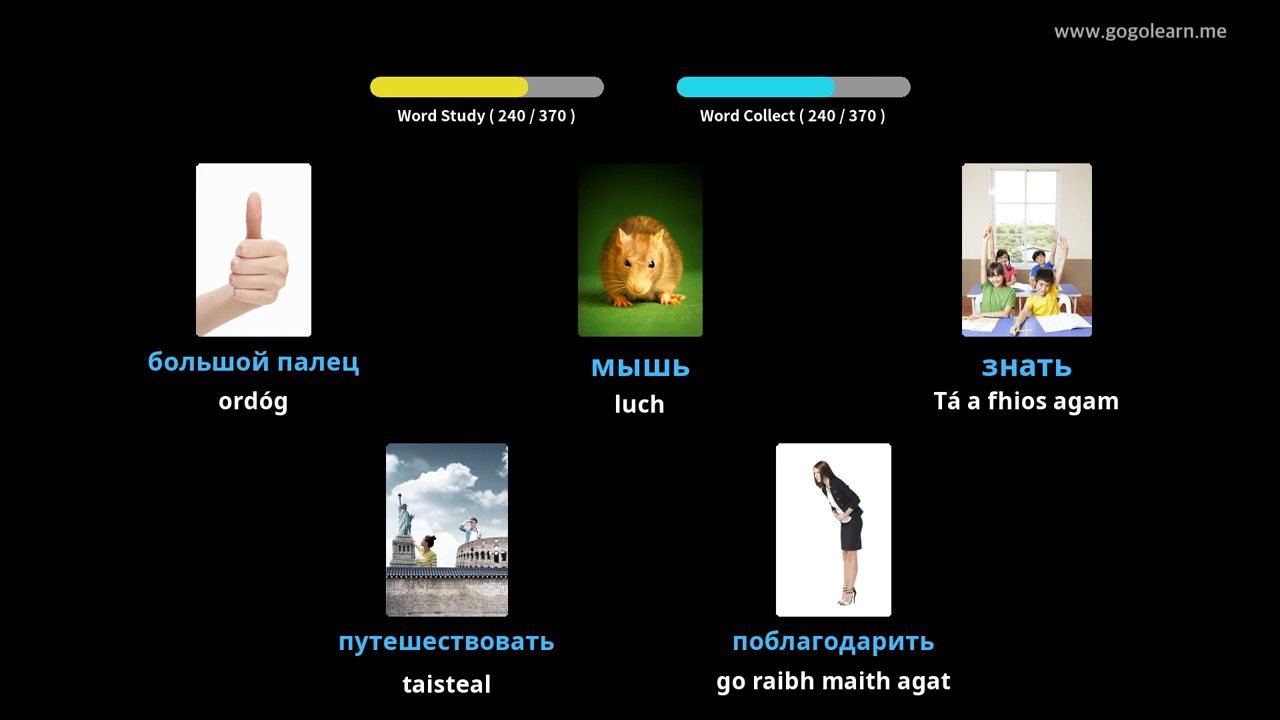 www.gogolearn.me
Word Study ( 240 / 370 )
Word Collect ( 240 / 370 )
большой палец
ordóg
мышь
luch
знать
Tá a fhios agam
путешествовать
taisteal
поблагодарить
go raibh maith agat